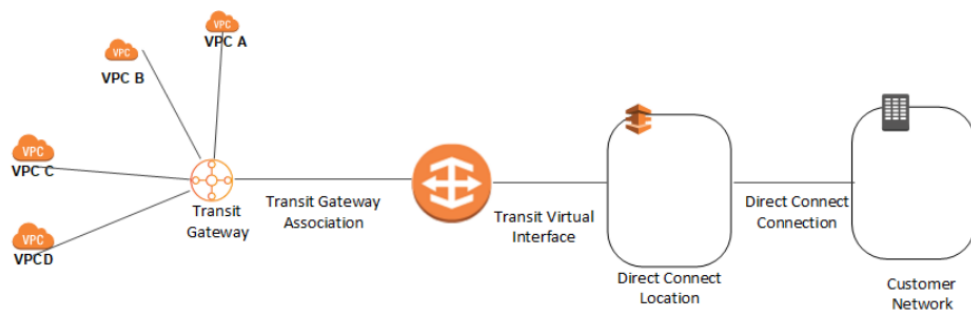 VPC
VPC A
VPC
VPC B
VPC
VPC C
VPC
VPCD
Transit
Gateway
Transit Gateway
Association
Transit Virtual
Interface
Direct Connect
Location
Direct Connect
Connection
Customer
Network